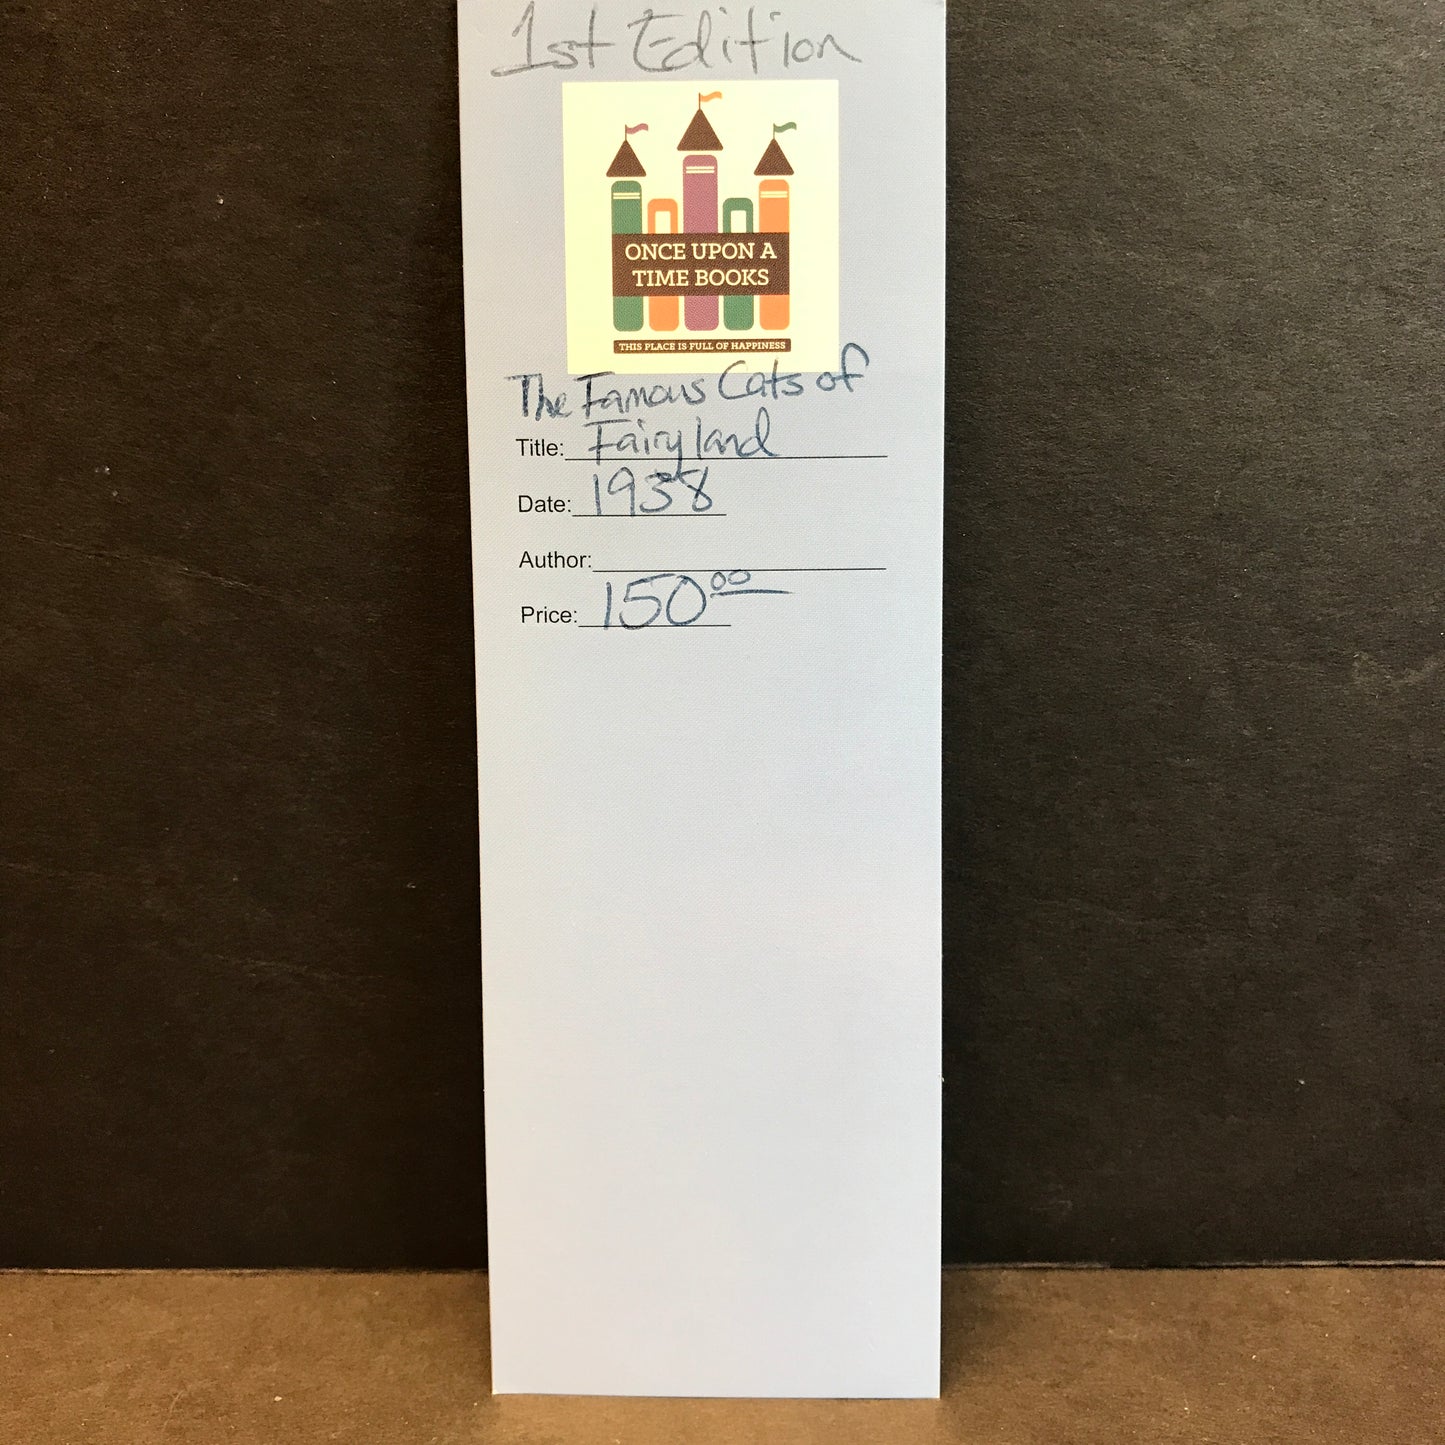 1st Edition
ONCE UPON A
TIME BOOKS
THIS PLACE IS FULL OF HAPPINESS
The Famous Cats of
Title: Fairyland
Date: 1938
Author:
Price: 150.00